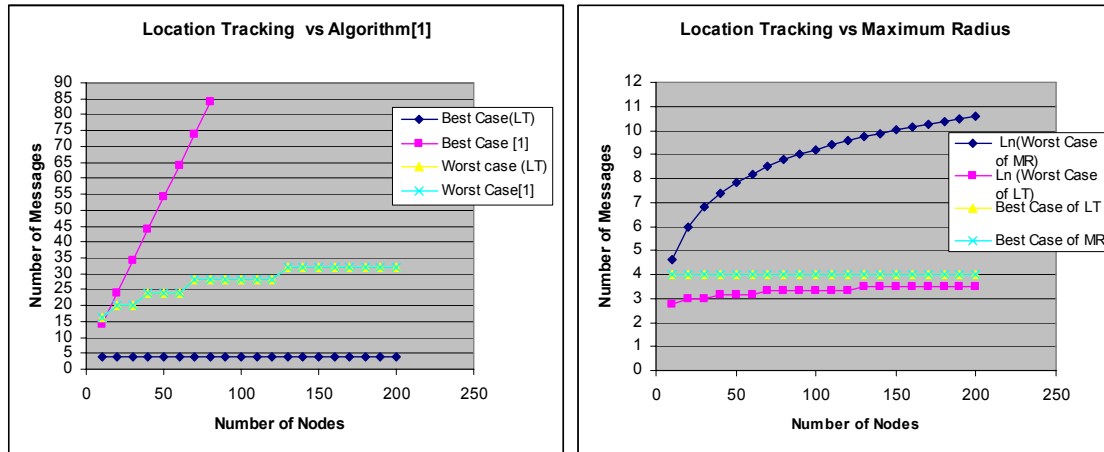 Location Tracking vs Algorithm[1]
Number of Messages
90
85
80
75
70
65
60
55
50
45
40
35
30
25
20
15
10
5
0
0 50 100 150 200 250
Number of Nodes
Best Case(LT)
Best Case [1]
Worst case (LT)
Worst Case[1]
Location Tracking vs Maximum Radius
Number of Messages
12
11
10
9
8
7
6
5
4
3
2
1
0
0 50 100 150 200 250
Number of Nodes
Ln(Worst Case
of MR)
Ln (Worst Case
of LT)
Best Case of LT
Best Case of MR